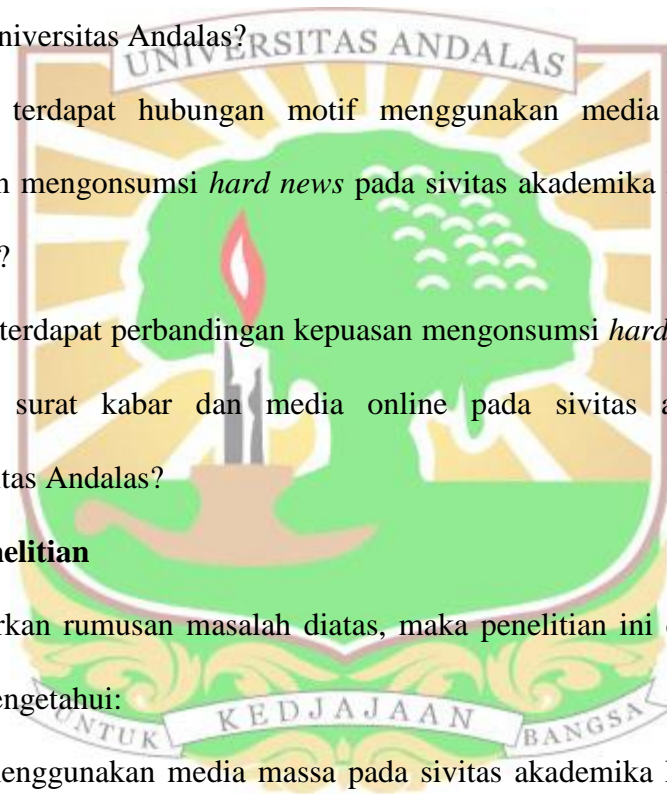 niversitas Andalas?
UNIVERSITAS ANDALAS
terdapat hubungan motif menggunakan media
n mengonsumsi hard news pada sivitas akademika
?
terdapat perbandingan kepuasan mengonsumsi hard
surat kabar dan media online pada sivitas a
tas Andalas?
nelitian
rkan rumusan masalah diatas, maka penelitian ini
engetahui:
UNTUK KEDJAJAAN BANGSA
enggunakan media massa pada sivitas akademika